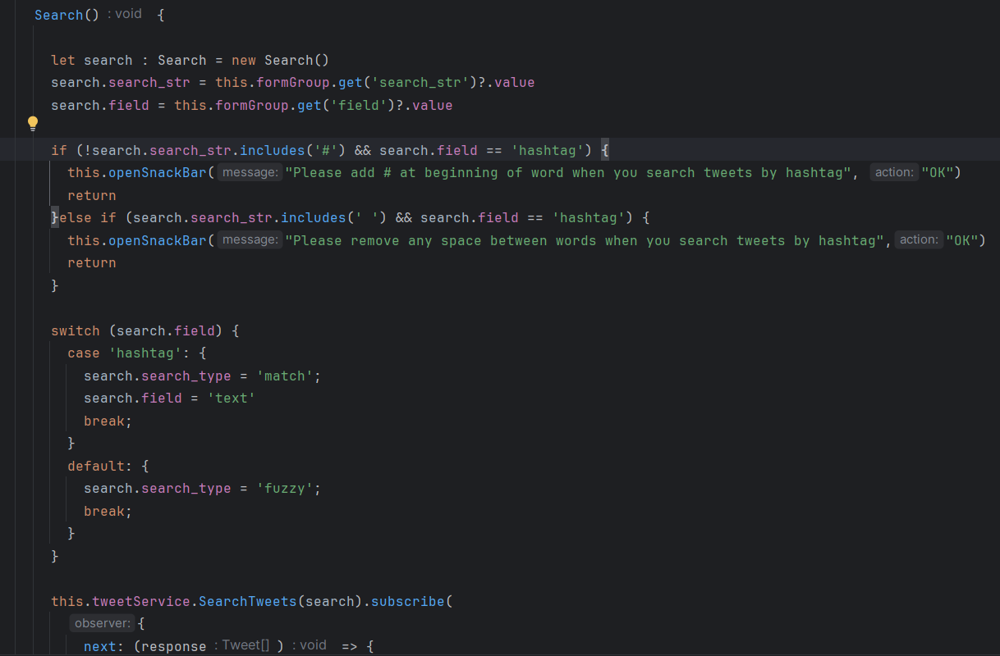 Search() : void {
let search : Search = new Search()
search.search_str = this.formGroup.get('search_str')?.value
search.field = this.formGroup.get('field')?.value
if (!search.search_str.includes('#') && search.field == 'hashtag') {
this.openSnackBar( message: "Please add # at beginning of word when you search tweets by hashtag", action: "OK")
return
}else if (search.search_str.includes(' ') && search.field == 'hashtag') {
this.openSnackBar( message: "Please remove any space between words when you search tweets by hashtag", action: "OK")
return
}
switch (search.field) {
case 'hashtag': {
search.search_type = 'match';
search.field = 'text'
break;
}
default: {
search.search_type = 'fuzzy';
break;
}
}
this.tweetService.SearchTweets(search).subscribe(
observer: {
next: (response : Tweet[] ) : void => {